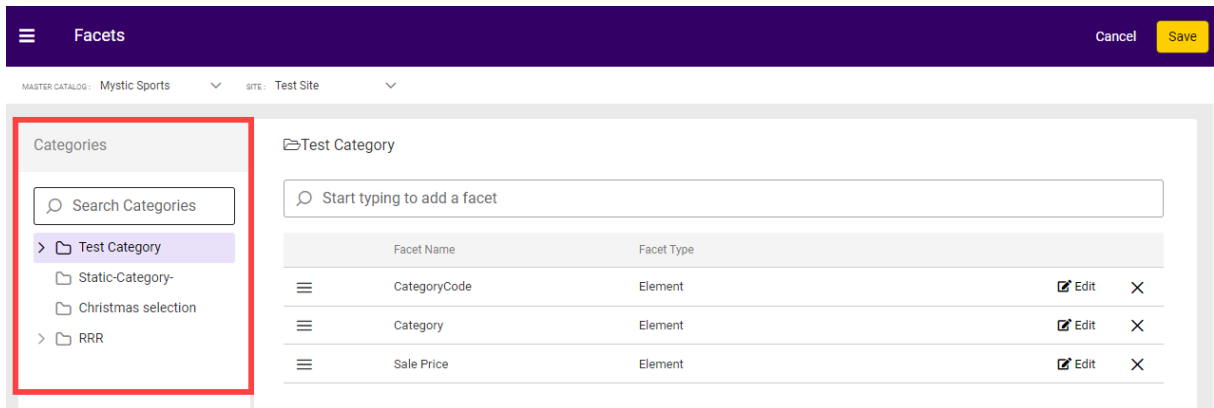 Facets
Cancel
Save
MASTER CATALOG : Mystic Sports
SITE : Test Site
Categories
Search Categories
Test Category
Static-Category-
Christmas selection
RRR
Test Category
Start typing to add a facet
Facet Name Facet Type
CategoryCode Element Edit
Category Element Edit
Sale Price Element Edit